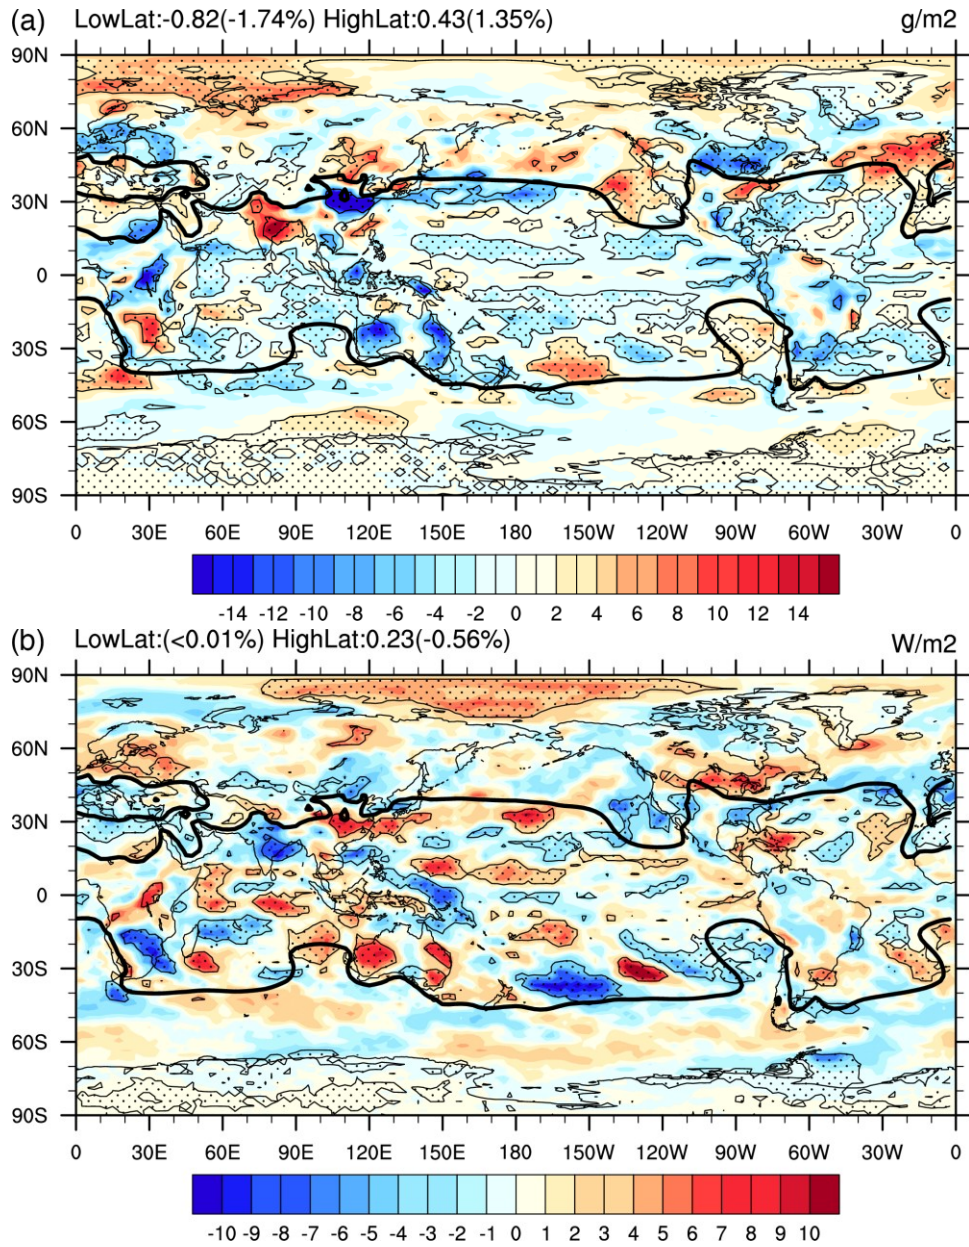 (a) LowLat:-0.82(-1.74%) HighLat:0.43(1.35%) g/m2
90N
60N
30N
0
30S
60S
90S
0 30E 60E 90E 120E 150E 180 150W 120W 90W 60W 30W 0
-14 -10 -8 -6 -4 -2 0 2 4 6 8 10 12 14
(b) LowLat:(<0.01%) HighLat:0.23(-0.56%) W/m2
90N
60N
30N
0
30S
60S
90S
0 30E 60E 90E 120E 150E 180 150W 120W 90W 60W 30W 0
-10 -9 -8 -7 -6 -5 -4 -3 -2 -1 0 1 2 3 4 5 6 7 8 9 10